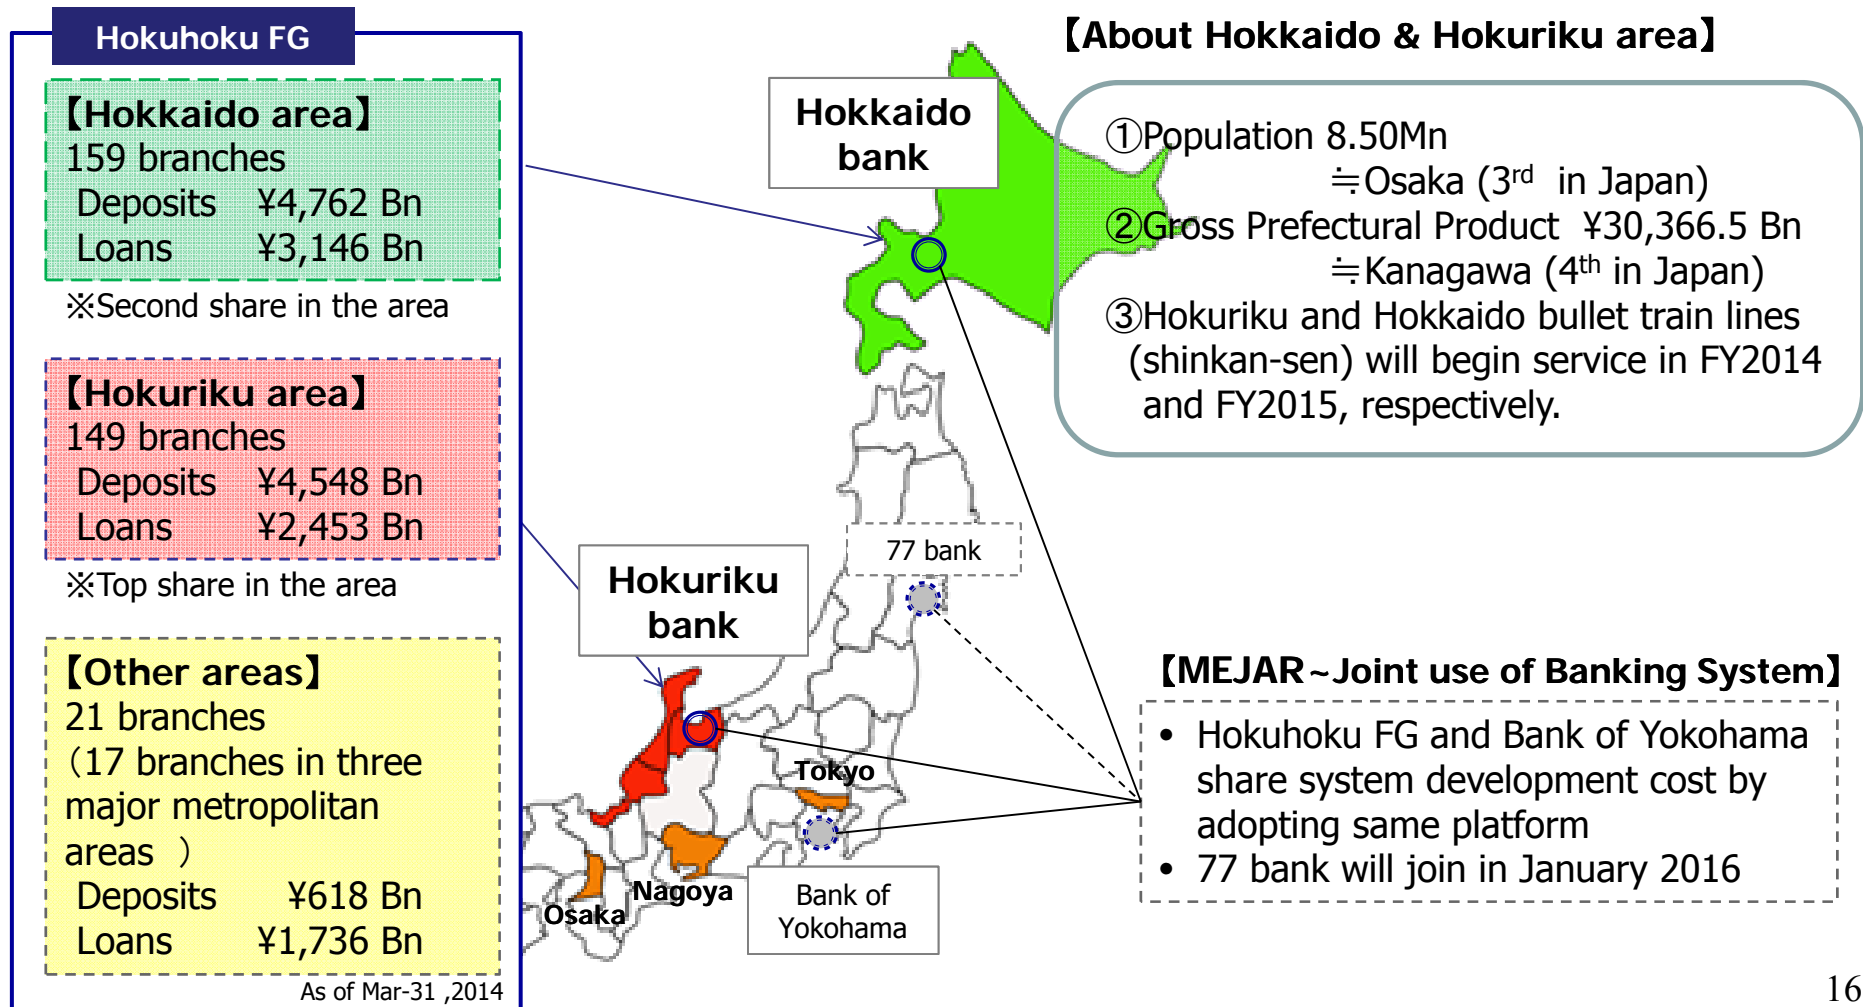 Hokuhoku FG
【Hokkaido area】
159 branches
Deposits ¥4,762 Bn
Loans ¥3,146 Bn
※Second share in the area
【Hokuriku area】
149 branches
Deposits ¥4,548 Bn
Loans ¥2,453 Bn
※Top share in the area
【Other areas】
21 branches
（17 branches in three
major metropolitan
areas ）
Deposits ¥618 Bn
Loans ¥1,736 Bn
As of Mar-31 ,2014
Hokkaido
bank
77 bank
Hokuriku
bank
Tokyo
Nagoya
Osaka
Bank of
Yokohama
【About Hokkaido & Hokuriku area】
①Population 8.50Mn
≒Osaka (3rd in Japan)
②Gross Prefectural Product ¥30,366.5 Bn
≒Kanagawa (4th in Japan)
③Hokuriku and Hokkaido bullet train lines
(shinkan-sen) will begin service in FY2014
and FY2015, respectively.
【MEJAR~Joint use of Banking System】
• Hokuhoku FG and Bank of Yokohama
share system development cost by
adopting same platform
• 77 bank will join in January 2016
16